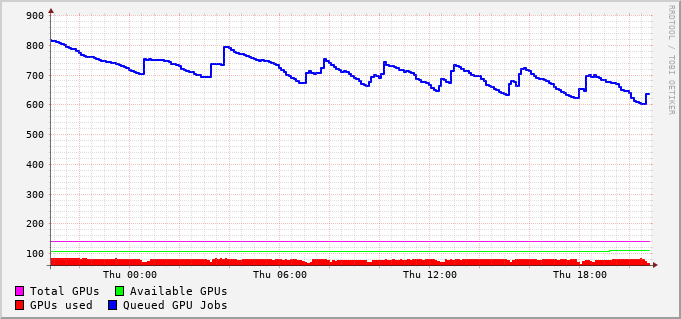 900
800
700
600
500
400
300
200
100
Thu 00:00 Thu 06:00 Thu 12:00 Thu 18:00
Total GPUs Available GPUs
GPUs used Queued GPU Jobs
RRDTOOL / TOBI OETIKER